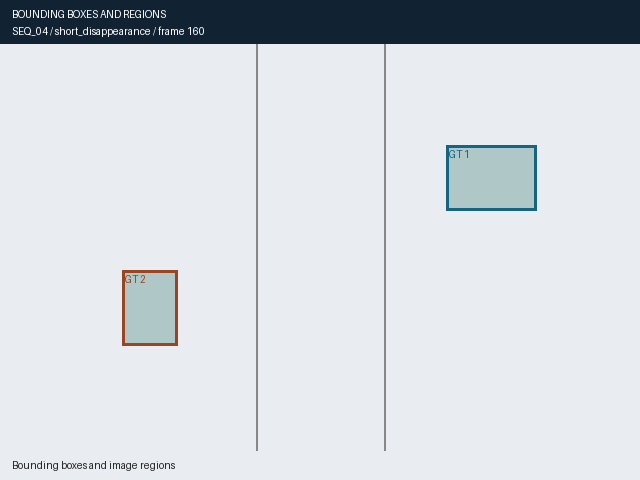 BOUNDING BOXES AND REGIONS
SEQ_04 / short_disappearance / frame 160
GT1
GT2
Bounding boxes and image regions